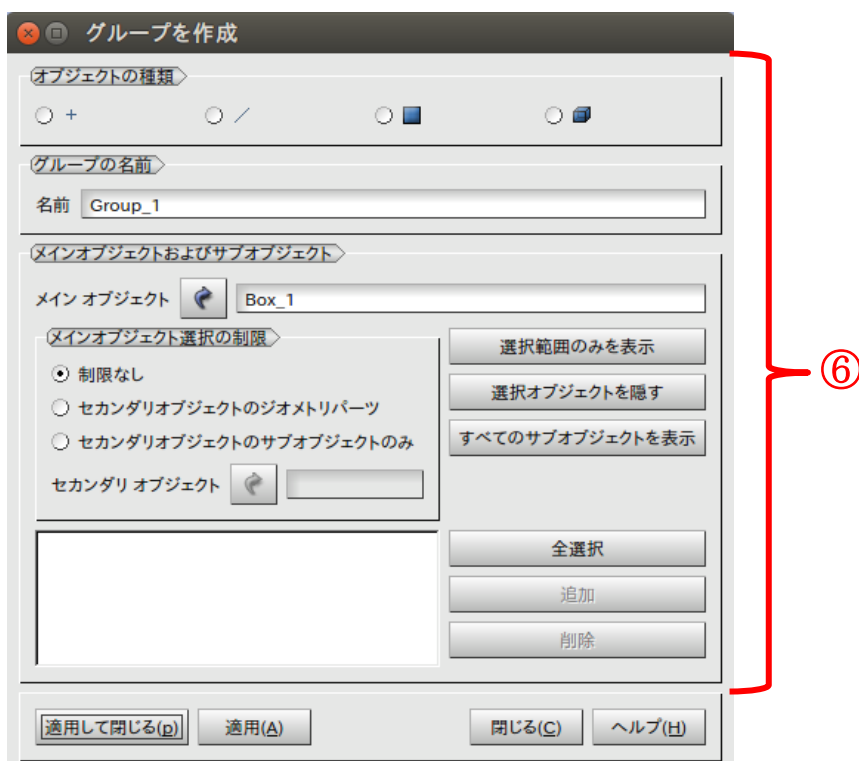 グループを作成
オブジェクトの種類
グループの名前
名前 Group_1
メインオブジェクトおよびサブオブジェクト
メイン オブジェクト Box_1
メインオブジェクト選択の制限
制限なし
セカンダリオブジェクトのジオメトリパーツ
セカンダリオブジェクトのサブオブジェクトのみ
セカンダリ オブジェクト
選択範囲のみを表示
選択オブジェクトを隠す
すべてのサブオブジェクトを表示
全選択
追加
削除
適用して閉じる(p) 適用(A) 閉じる(C) ヘルプ(H)
⑥